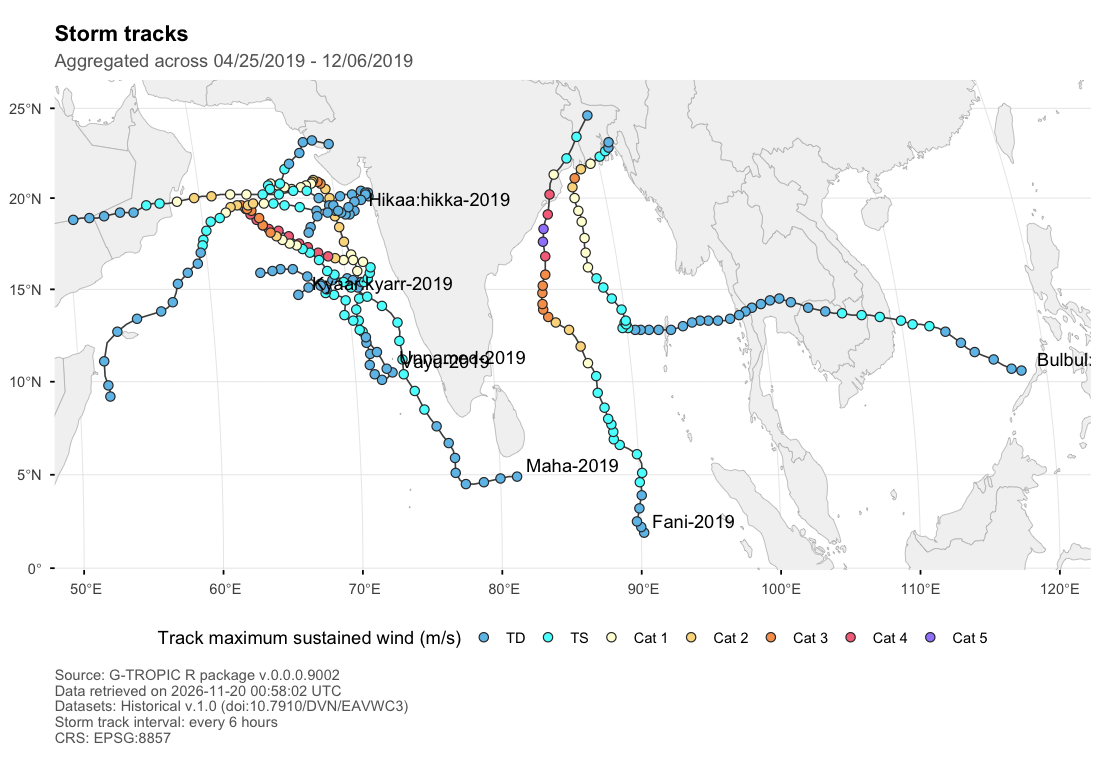 Storm tracks
Aggregated across 04/25/2019 - 12/06/2019
25°N
20°N
15°N
10°N
5°N
0°
Hikaa:hikka-2019
Kyaar:kyarr-2019
Unnamed-2019
Vayu-2019
Bulbul:
Maha-2019
Fani-2019
50°E
60°E
70°E
80°E
90°E
100°E
110°E
120°E
Track maximum sustained wind (m/s) TD TS Cat 1 Cat 2 Cat 3 Cat 4 Cat 5
Source: G-TROPIC R package v.0.0.0.9002
Data retrieved on 2026-11-20 00:58:02 UTC
Datasets: Historical v.1.0 (doi:10.7910/DVN/EAVWC3)
Storm track interval: every 6 hours
CRS: EPSG:8857